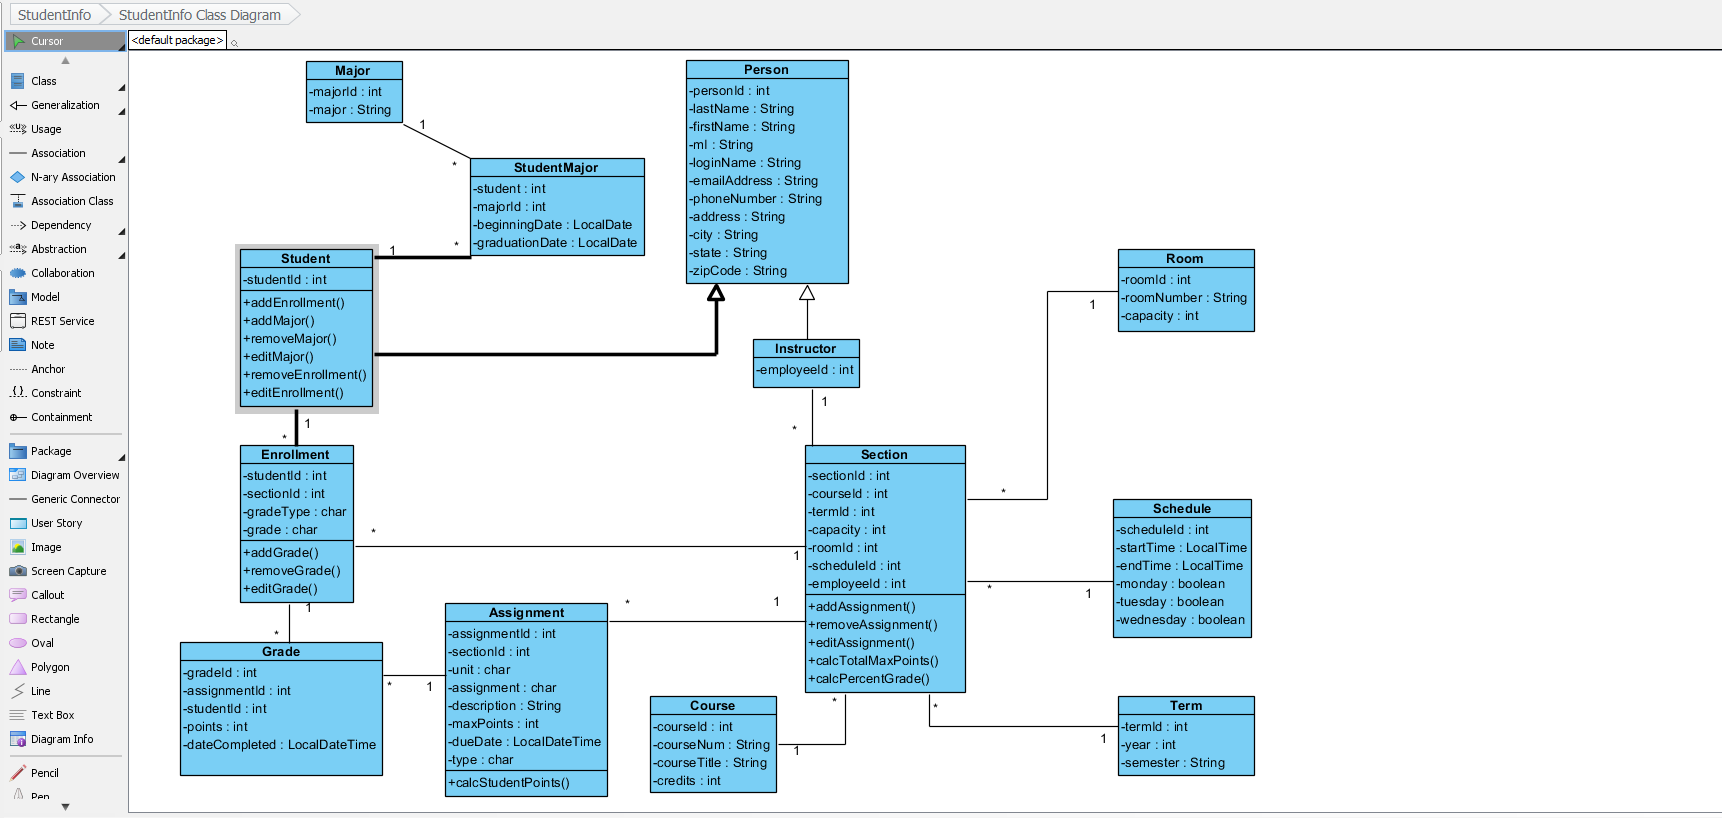 StudentInfo
StudentInfo Class Diagram
Cursor
Class
Generalization
Usage
Association
N-ary Association
Association Class
Dependency
Abstraction
Collaboration
Model
REST Service
Note
Anchor
Constraint
Containment
Package
Diagram Overview
Generic Connector
User Story
Image
Screen Capture
Callout
Rectangle
Oval
Polygon
Line
Text Box
Diagram Info
Pencil
Pen
<default package>
Major
-majorId : int
-major : String
1
*
StudentMajor
-student : int
-majorId : int
-beginningDate : LocalDate
-graduationDate : LocalDate
1
*
Person
-personId : int
-lastName : String
-firstName : String
-mI : String
-loginName : String
-emailAddress : String
-phoneNumber : String
-address : String
-city : String
-state : String
-zipCode : String
Student
-studentId : int
+addEnrollment()
+addMajor()
+removeMajor()
+editMajor()
+removeEnrollment()
+editEnrollment()
1
*
Instructor
-employeeId : int
1
*
Room
-roomId : int
-roomNumber : String
-capacity : int
1
*
Enrollment
-studentId : int
-sectionId : int
-gradeType : char
-grade : char
+addGrade()
+removeGrade()
+editGrade()
*
1
1
*
Section
-sectionId : int
-courseId : int
-termId : int
-capacity : int
-roomId : int
-scheduleId : int
-employeeId : int
+addAssignment()
+removeAssignment()
+editAssignment()
+calcTotalMaxPoints()
+calcPercentGrade()
Schedule
-scheduleId : int
-startTime : LocalTime
-endTime : LocalTime
-monday : boolean
-tuesday : boolean
-wednesday : boolean
*
1
Grade
-gradeId : int
-assignmentId : int
-studentId : int
-points : int
-dateCompleted : LocalDateTime
*
1
Assignment
-assignmentId : int
-sectionId : int
-unit : char
-assignment : char
-description : String
-maxPoints : int
-dueDate : LocalDateTime
-type : char
+calcStudentPoints()
*
1
Course
-courseId : int
-courseNum : String
-courseTitle : String
-credits : int
*
1
Term
-termId : int
-year : int
-semester : String
*
1